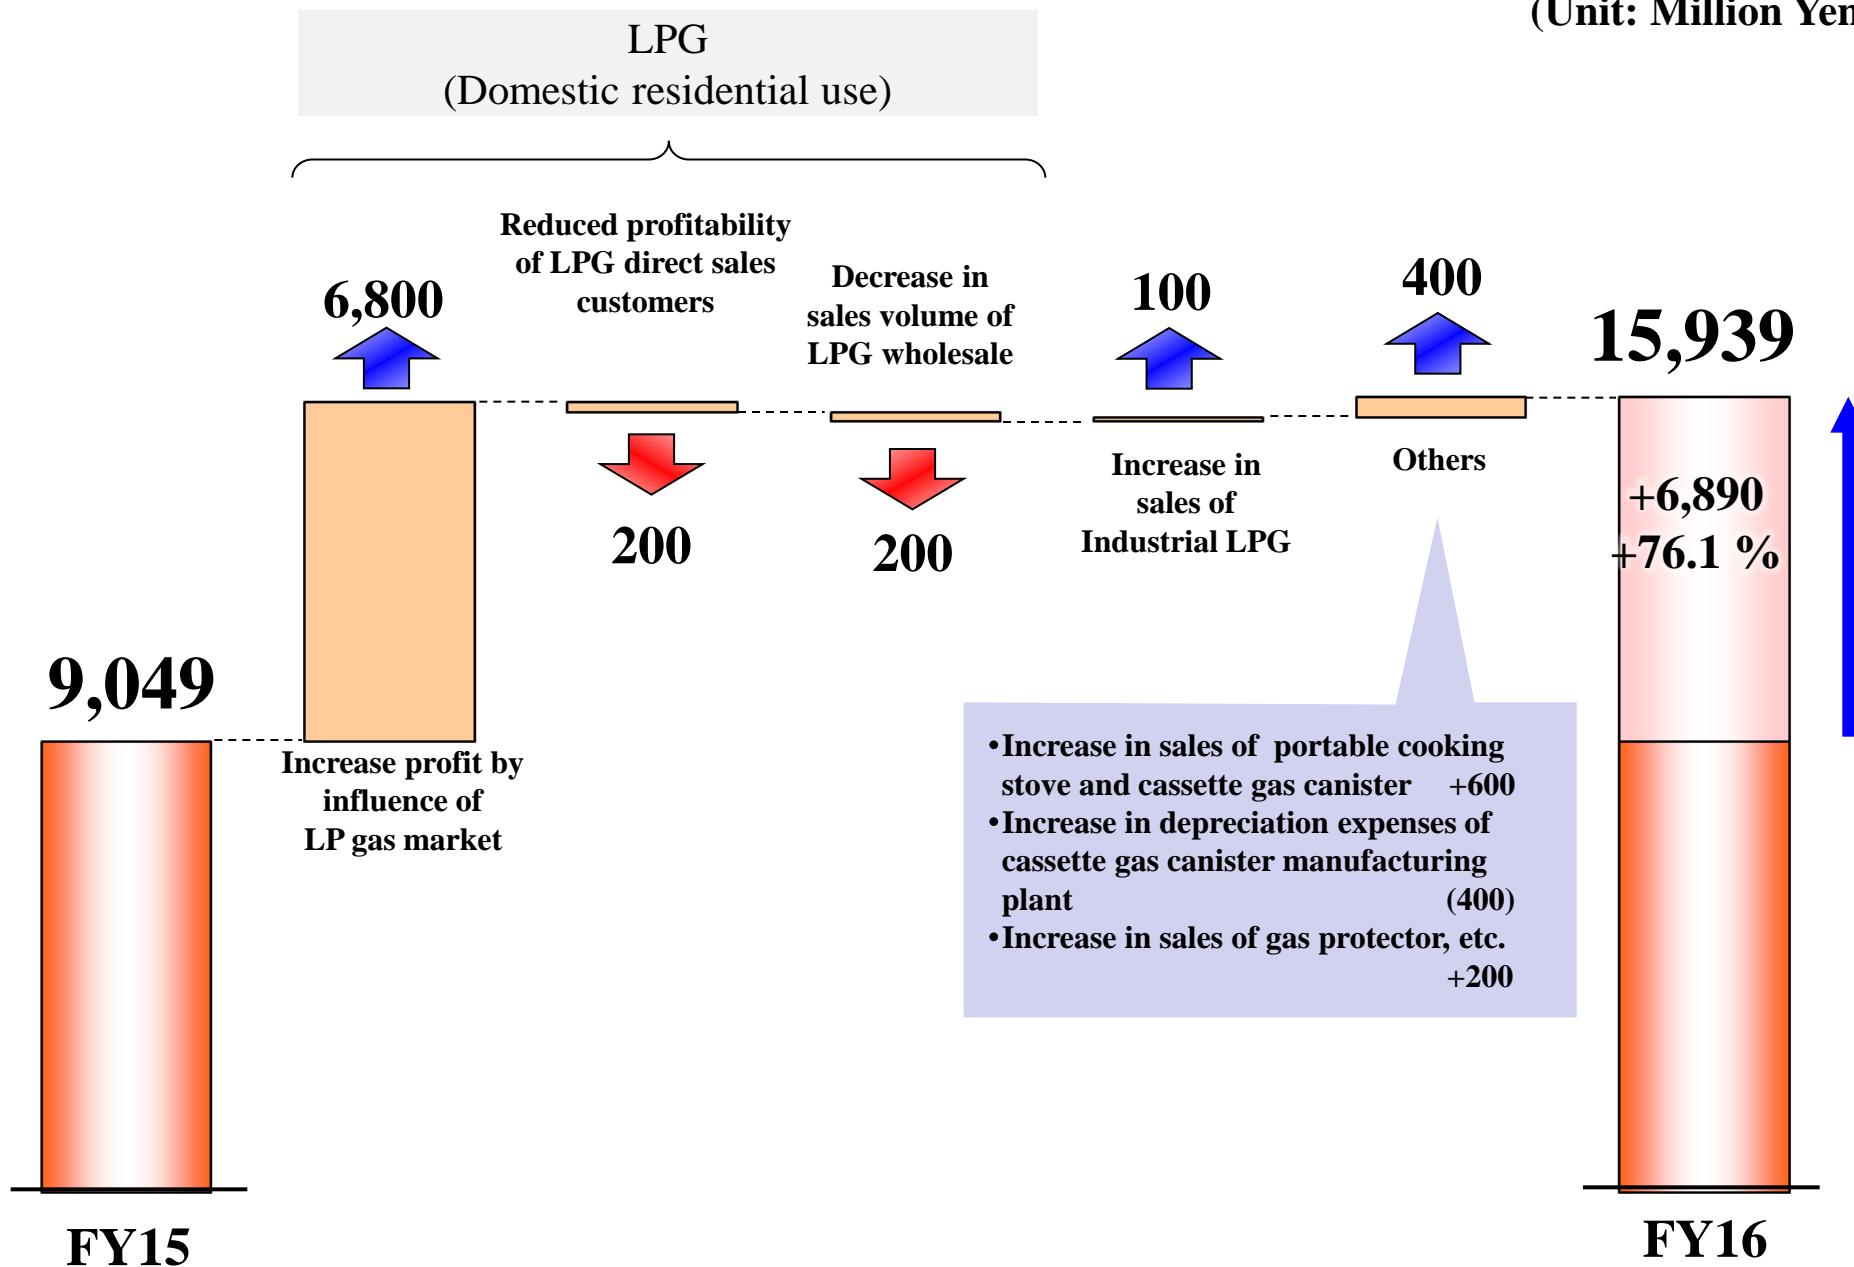 (Unit: Million Yen
LPG
(Domestic residential use)
6,800
Reduced profitability
of LPG direct sales
customers
Decrease in
sales volume of
LPG wholesale
100
400
15,939
200
200
Increase in
sales of
Industrial LPG
Others
+6,890
+76.1 %
9,049
Increase profit by
influence of
LP gas market
•Increase in sales of portable cooking
stove and cassette gas canister +600
•Increase in depreciation expenses of
cassette gas canister manufacturing
plant (400)
•Increase in sales of gas protector, etc.
+200
FY15
FY16